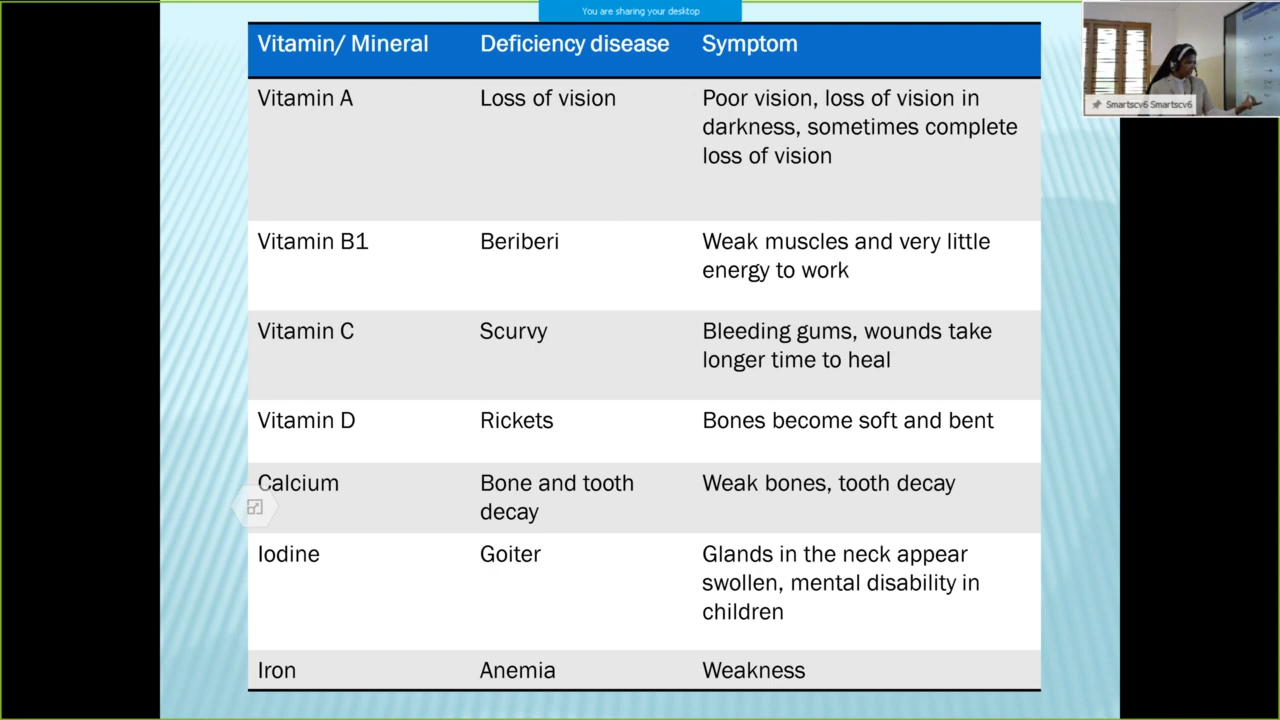 You are sharing your desktop
Vitamin/ Mineral Deficiency disease Symptom
Vitamin A Loss of vision Poor vision, loss of vision in
darkness, sometimes complete
loss of vision
Vitamin B1 Beriberi Weak muscles and very little
energy to work
Vitamin C Scurvy Bleeding gums, wounds take
longer time to heal
Vitamin D Rickets Bones become soft and bent
Calcium Bone and tooth Weak bones, tooth decay
decay
Iodine Goiter Glands in the neck appear
swollen, mental disability in
children
Iron Anemia Weakness
Smartscv6 Smartscv6